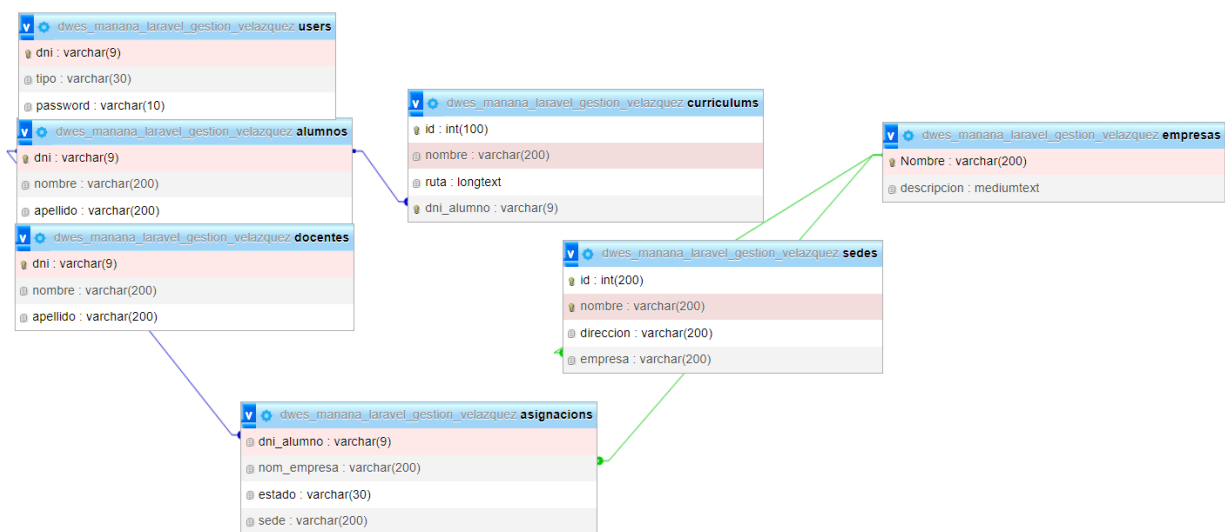 dwes_manana_laravel_gestion_velazquez users
dni : varchar(9)
tipo : varchar(30)
password : varchar(10)
dwes_manana_laravel_gestion_velazquez alumnos
dni : varchar(9)
nombre : varchar(200)
apellido : varchar(200)
dwes_manana_laravel_gestion_velazquez docentes
dni : varchar(9)
nombre : varchar(200)
apellido : varchar(200)
dwes_manana_laravel_gestion_velazquez curriculums
id : int(100)
nombre : varchar(200)
ruta : longtext
dni_alumno : varchar(9)
dwes_manana_laravel_gestion_velazquez empresas
Nombre : varchar(200)
descripcion : mediumtext
dwes_manana_laravel_gestion_velazquez sedes
id : int(200)
nombre : varchar(200)
direccion : varchar(200)
empresa : varchar(200)
dwes_manana_laravel_gestion_velazquez asignacions
dni_alumno : varchar(9)
nom_empresa : varchar(200)
estado : varchar(30)
sede : varchar(200)